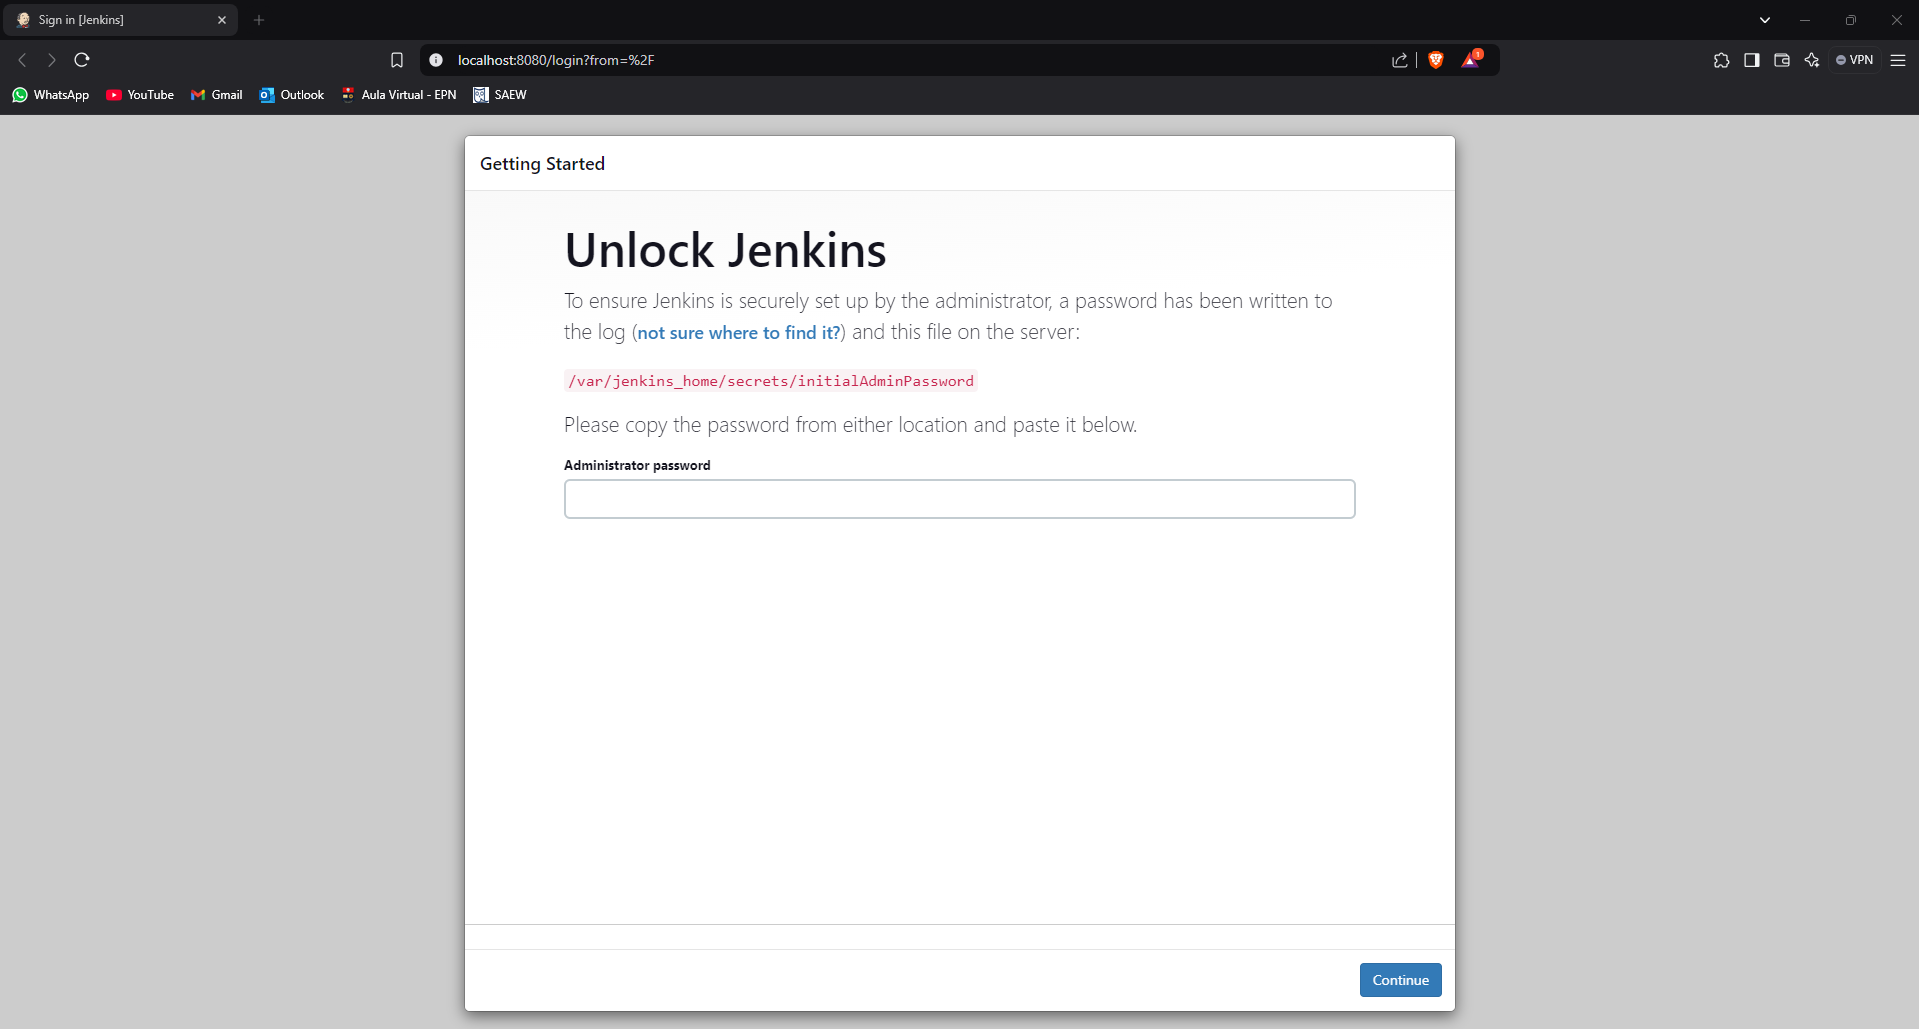 Sign in [Jenkins]
localhost:8080/login?from=%2F
1
VPN
WhatsApp YouTube Gmail Outlook Aula Virtual - EPN SAEW
Getting Started
Unlock Jenkins
To ensure Jenkins is securely set up by the administrator, a password has been written to
the log (not sure where to find it?) and this file on the server:
/var/jenkins_home/secrets/initialAdminPassword
Please copy the password from either location and paste it below.
Administrator password
Continue